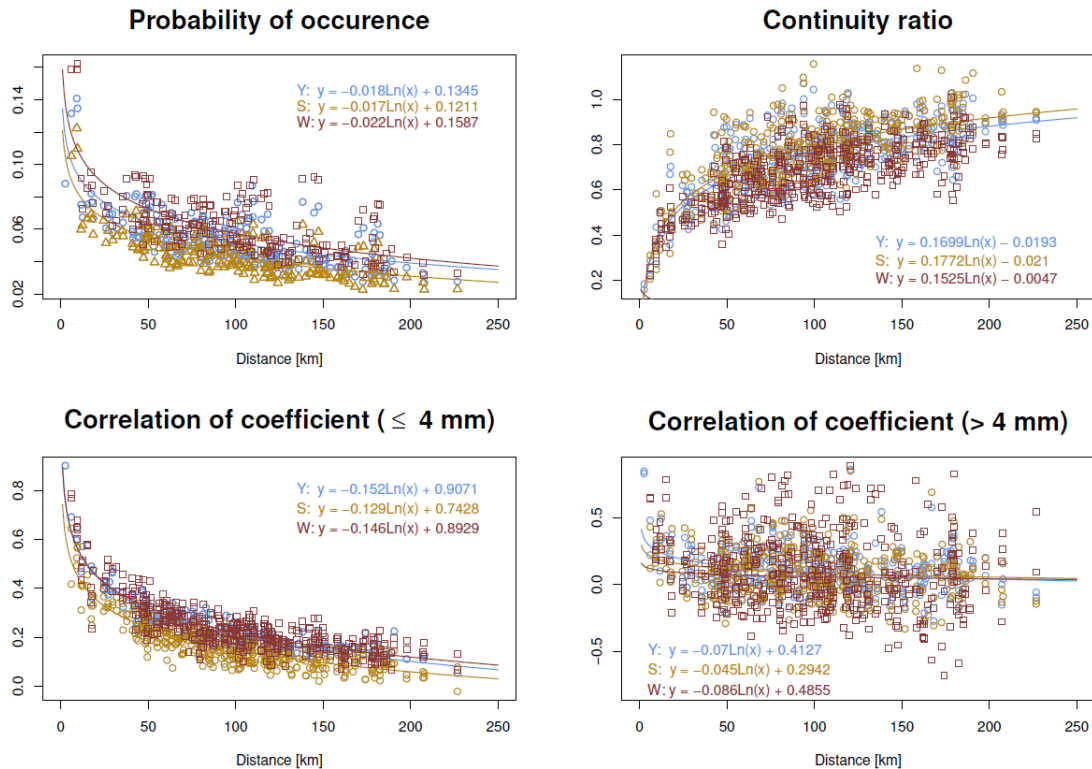 Probability of occurence
Y: y = −0.018Ln(x) + 0.1345
S: y = −0.017Ln(x) + 0.1211
W: y = −0.022Ln(x) + 0.1587
0.14
0.10
0.06
0.02
0 50 100 150 200 250
Distance [km]
Continuity ratio
1.0
0.8
0.6
0.4
0.2
Y: y = 0.1699Ln(x) − 0.0193
S: y = 0.1772Ln(x) − 0.021
W: y = 0.1525Ln(x) − 0.0047
0 50 100 150 200 250
Distance [km]
Correlation of coefficient ( ≤ 4 mm)
Y: y = −0.152Ln(x) + 0.9071
S: y = −0.129Ln(x) + 0.7428
W: y = −0.146Ln(x) + 0.8929
0.8
0.6
0.4
0.2
0.0
0 50 100 150 200 250
Distance [km]
Correlation of coefficient (> 4 mm)
0.5
0.0
−0.5
Y: y = −0.07Ln(x) + 0.4127
S: y = −0.045Ln(x) + 0.2942
W: y = −0.086Ln(x) + 0.4855
0 50 100 150 200 250
Distance [km]